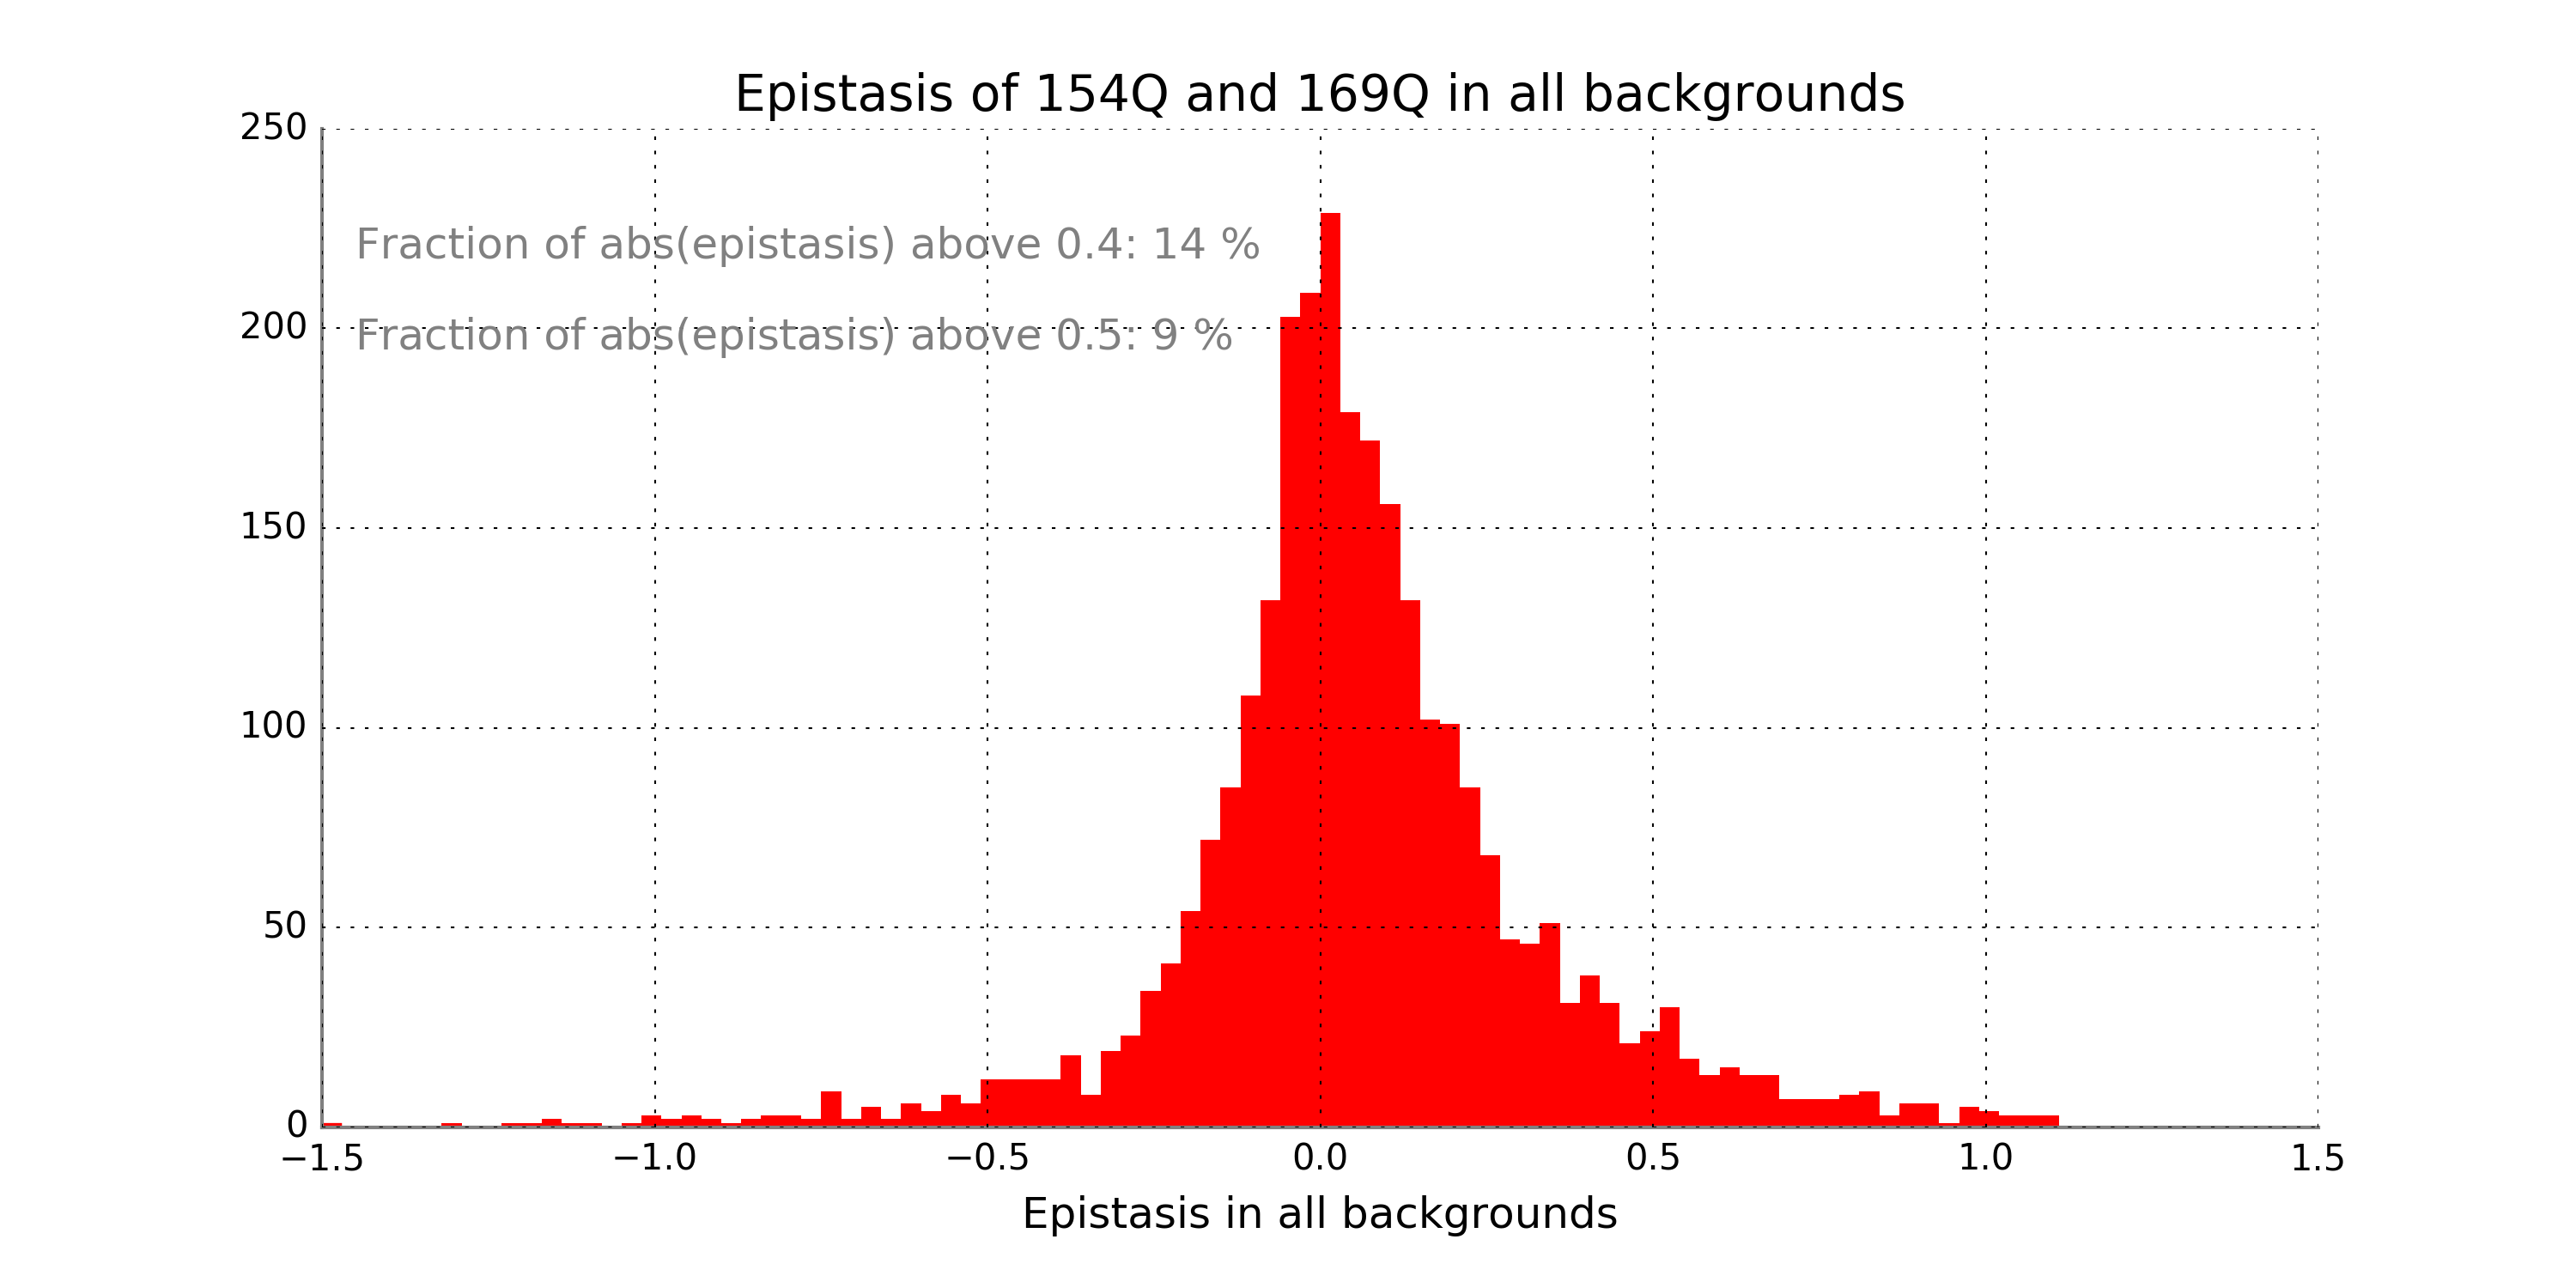 Epistasis of 154Q and 169Q in all backgrounds
250
200
150
100
50
0
Fraction of abs(epistasis) above 0.4: 14 %
Fraction of abs(epistasis) above 0.5: 9 %
−1.5 −1.0 −0.5 0.0 0.5 1.0 1.5
Epistasis in all backgrounds